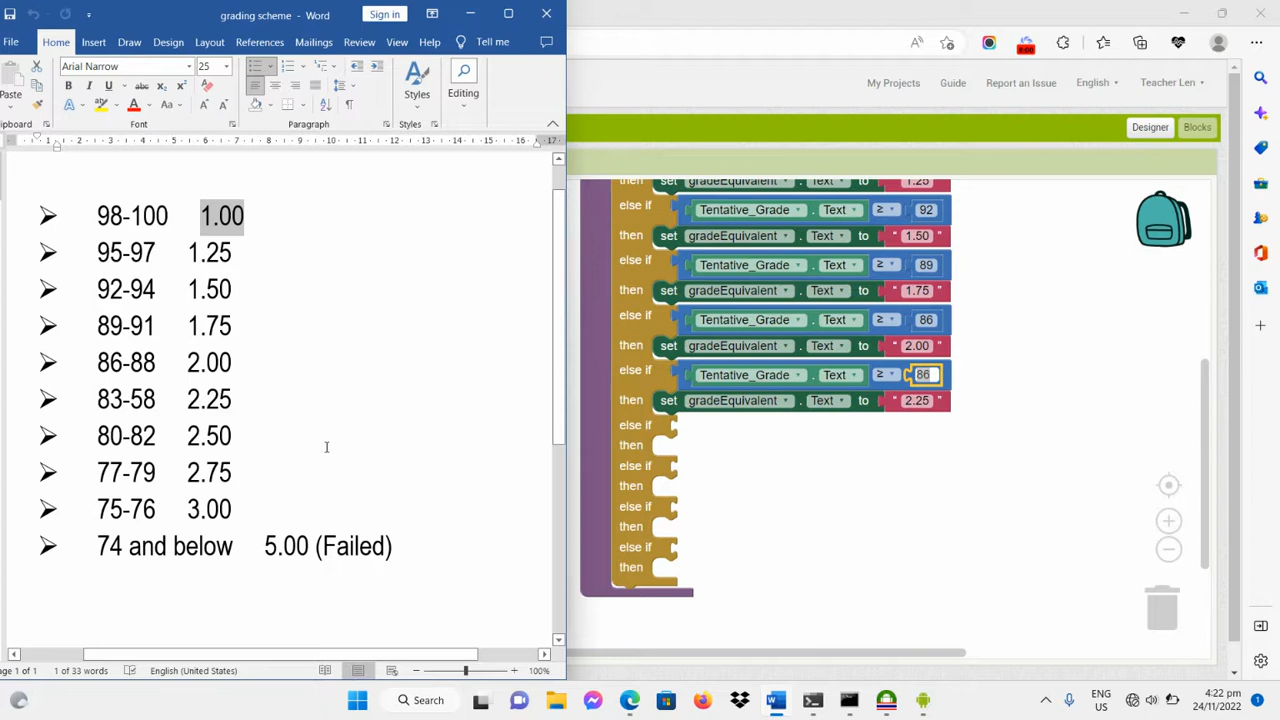 grading scheme - Word
Sign in
File Home Insert Draw Design Layout References Mailings Review View Help Tell me
Paste
Arial Narrow 25
Styles
Editing
Clipboard Font Paragraph Styles
98-100 1.00
95-97 1.25
92-94 1.50
89-91 1.75
86-88 2.00
83-58 2.25
80-82 2.50
77-79 2.75
75-76 3.00
74 and below 5.00 (Failed)
Page 1 of 1 1 of 33 words English (United States) 100%
My Projects Guide Report an Issue English Teacher Len
Designer Blocks
then set gradeEquivalent . Text to " 1.25 "
else if Tentative_Grade . Text ≥ 92
then set gradeEquivalent . Text to " 1.50 "
else if Tentative_Grade . Text ≥ 89
then set gradeEquivalent . Text to " 1.75 "
else if Tentative_Grade . Text ≥ 86
then set gradeEquivalent . Text to " 2.00 "
else if Tentative_Grade . Text ≥ 86
then set gradeEquivalent . Text to " 2.25 "
else if
then
else if
then
else if
then
else if
then
Search
ENG
US
4:22 pm
24/11/2022